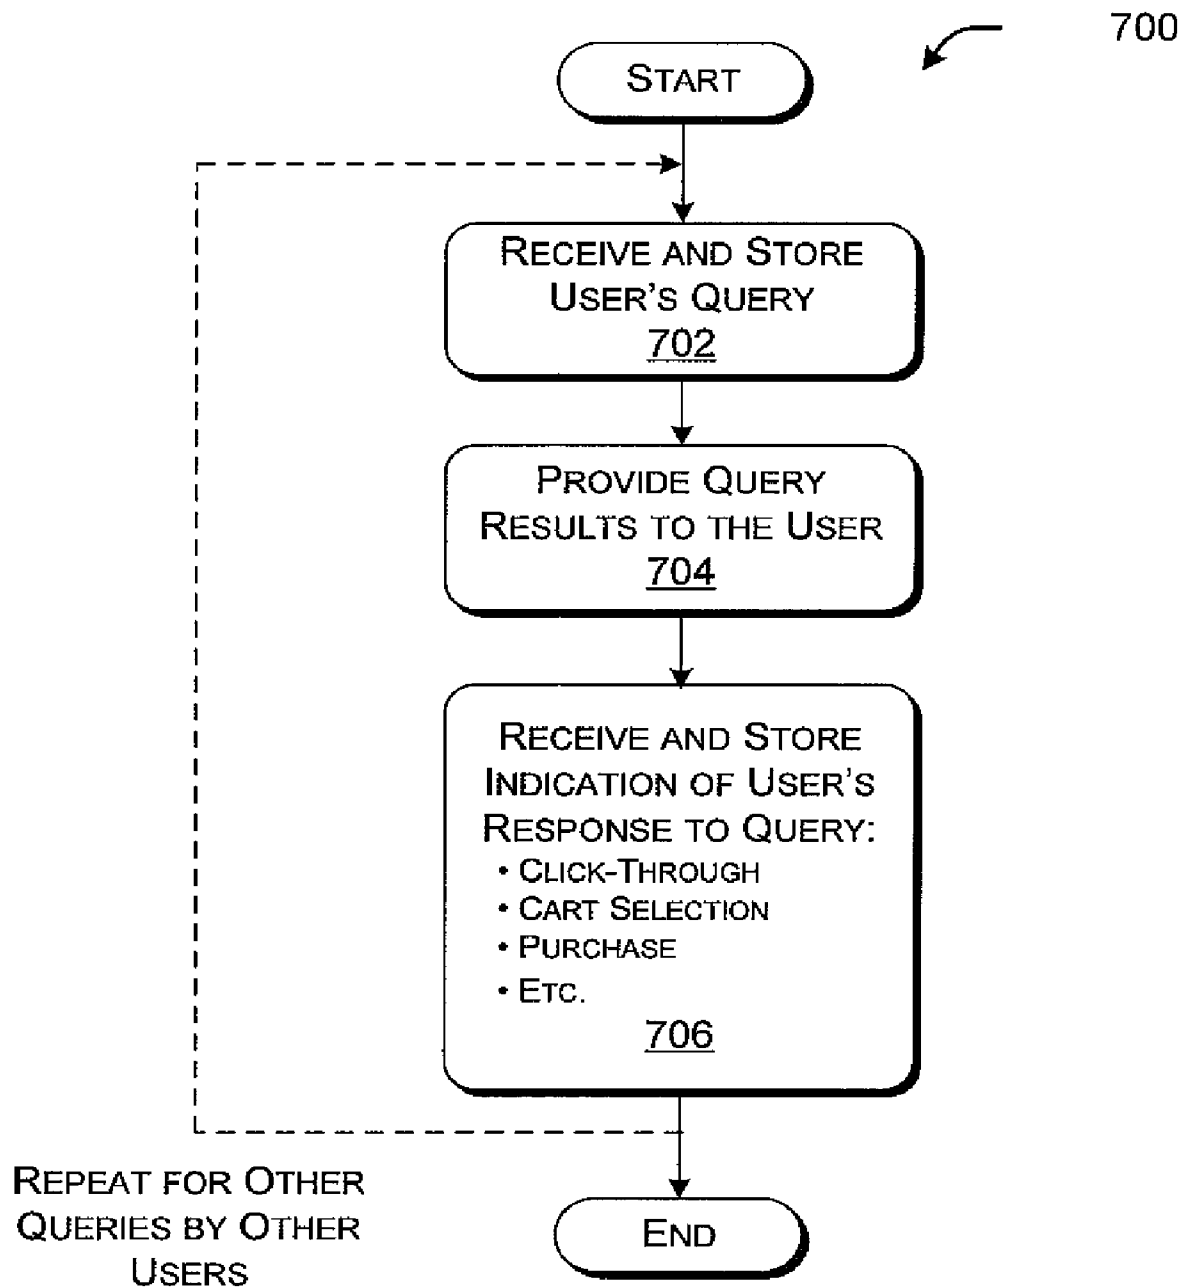 700
START
RECEIVE AND STORE
USER'S QUERY
702
PROVIDE QUERY
RESULTS TO THE USER
704
RECEIVE AND STORE
INDICATION OF USER'S
RESPONSE TO QUERY:
• CLICK-THROUGH
• CART SELECTION
• PURCHASE
• ETC.
706
REPEAT FOR OTHER
QUERIES BY OTHER
USERS
END